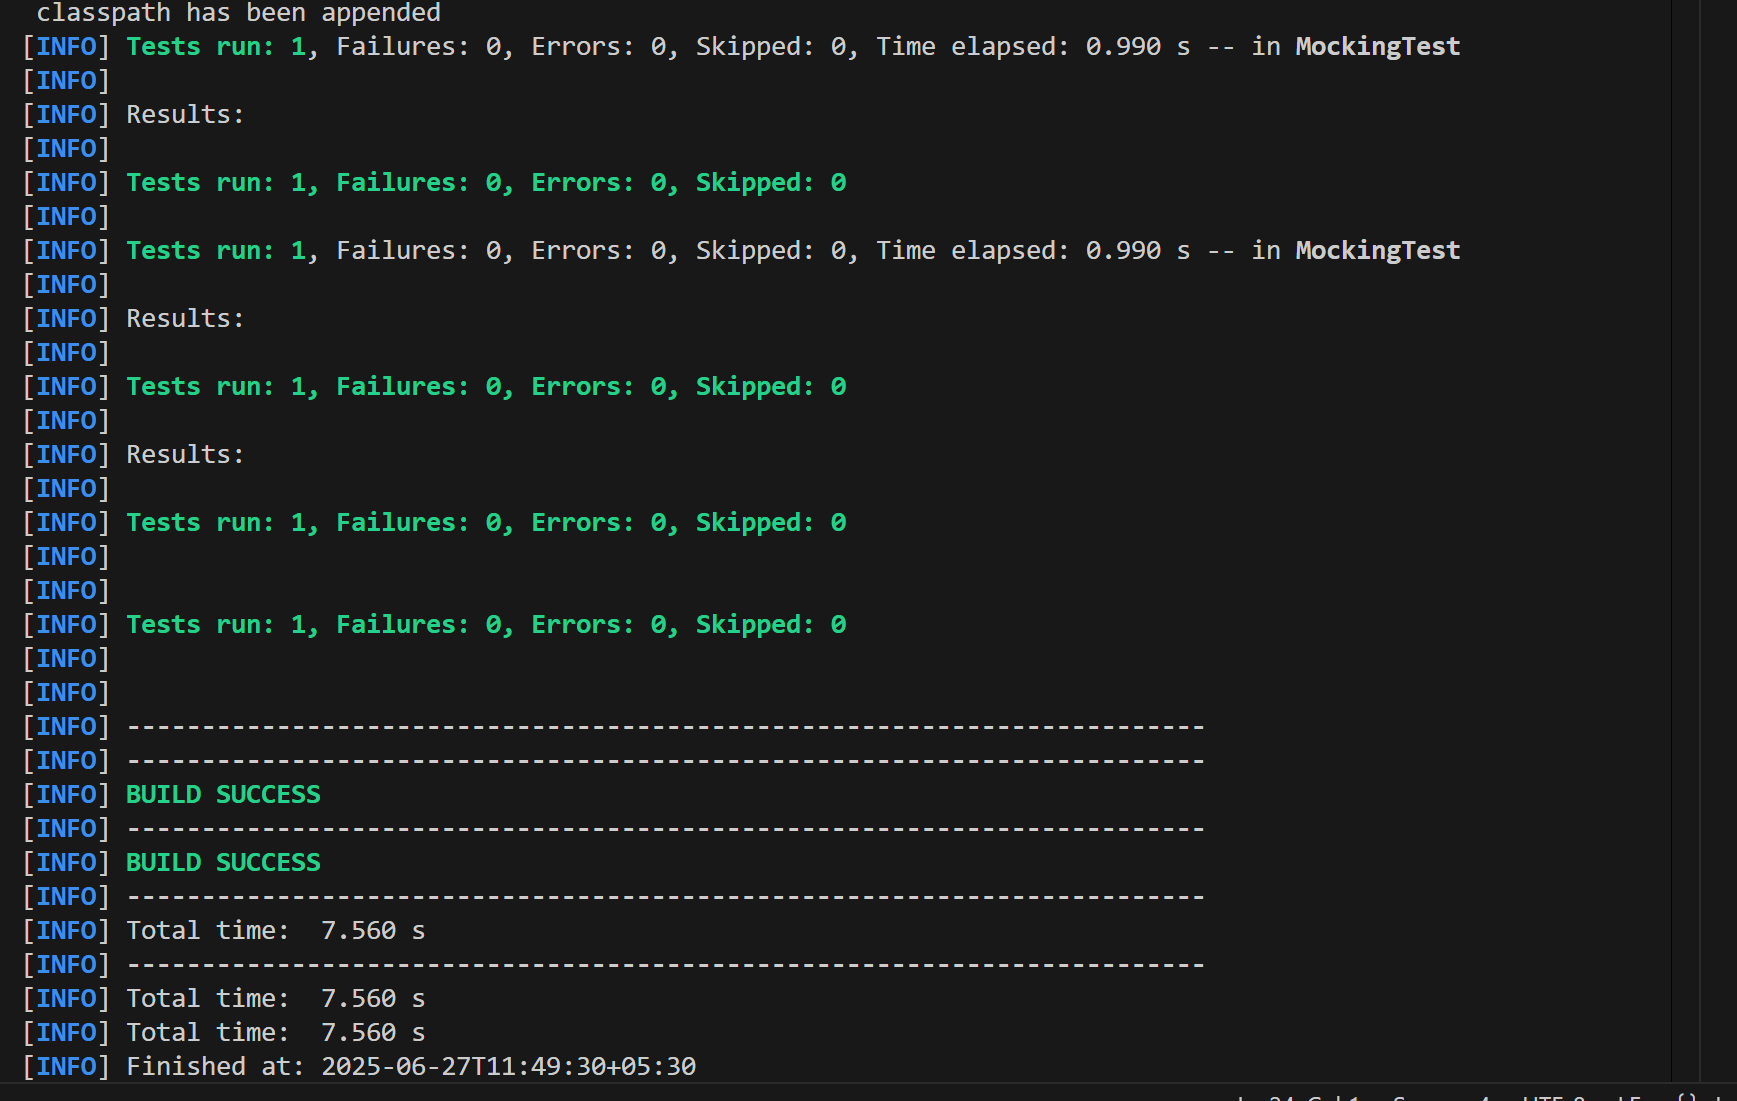 classpath has been appended
[INFO] Tests run: 1, Failures: 0, Errors: 0, Skipped: 0, Time elapsed: 0.990 s -- in MockingTest
[INFO]
[INFO] Results:
[INFO]
[INFO] Tests run: 1, Failures: 0, Errors: 0, Skipped: 0
[INFO]
[INFO] Tests run: 1, Failures: 0, Errors: 0, Skipped: 0, Time elapsed: 0.990 s -- in MockingTest
[INFO]
[INFO] Results:
[INFO]
[INFO] Tests run: 1, Failures: 0, Errors: 0, Skipped: 0
[INFO]
[INFO] Results:
[INFO]
[INFO] Tests run: 1, Failures: 0, Errors: 0, Skipped: 0
[INFO]
[INFO]
[INFO] Tests run: 1, Failures: 0, Errors: 0, Skipped: 0
[INFO]
[INFO]
[INFO] ------------------------------------------------------------------------
[INFO] ------------------------------------------------------------------------
[INFO] BUILD SUCCESS
[INFO] ------------------------------------------------------------------------
[INFO] BUILD SUCCESS
[INFO] ------------------------------------------------------------------------
[INFO] Total time:  7.560 s
[INFO] ------------------------------------------------------------------------
[INFO] Total time:  7.560 s
[INFO] Total time:  7.560 s
[INFO] Finished at: 2025-06-27T11:49:30+05:30